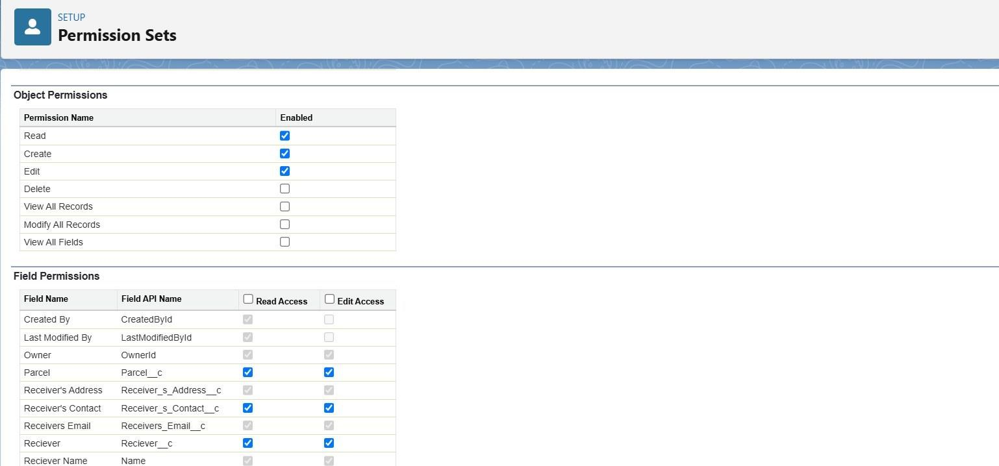 SETUP
Permission Sets
Object Permissions
Permission Name Enabled
Read
Create
Edit
Delete
View All Records
Modify All Records
View All Fields
Field Permissions
Field Name Field API Name Read Access Edit Access
Created By CreatedById
Last Modified By LastModifiedById
Owner OwnerId
Parcel Parcel__c
Receiver's Address Receiver_s_Address__c
Receiver's Contact Receiver_s_Contact__c
Receivers Email Receivers_Email__c
Reciever Reciever__c
Reciever Name Name